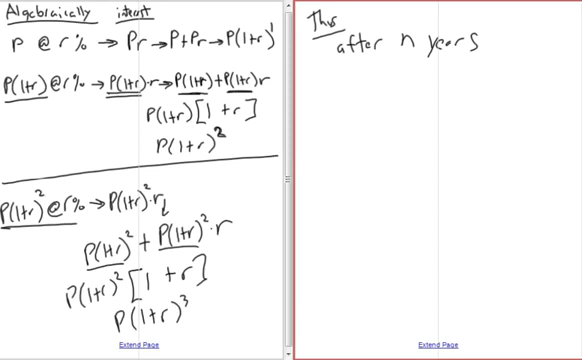 Algebraically interest
P @ r% → Pr → P+Pr → P(1+r)¹
P(1+r)@r% → P(1+r)·r → P(1+r)+P(1+r)r
P(1+r)[1+r]
P(1+r)²
P(1+r)²@r% → P(1+r)²·r
P(1+r)² + P(1+r)²·r
P(1+r)²[1+r]
P(1+r)³
Extend Page
Thus
after n years
Extend Page